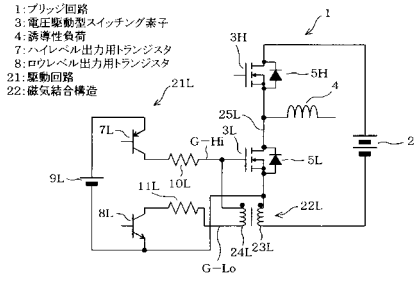 1:ブリッジ回路
3:電圧駆動型スイッチング素子
4:誘導性負荷
7:ハイレベル出力用トランジスタ
8:ロウレベル出力用トランジスタ
21:駆動回路
22:磁気結合構造
1
3H
5H
4
21L
25L
2
7L
G-Hi
3L
5L
9L
10L
11L
8L
22L
24L
23L
G-Lo